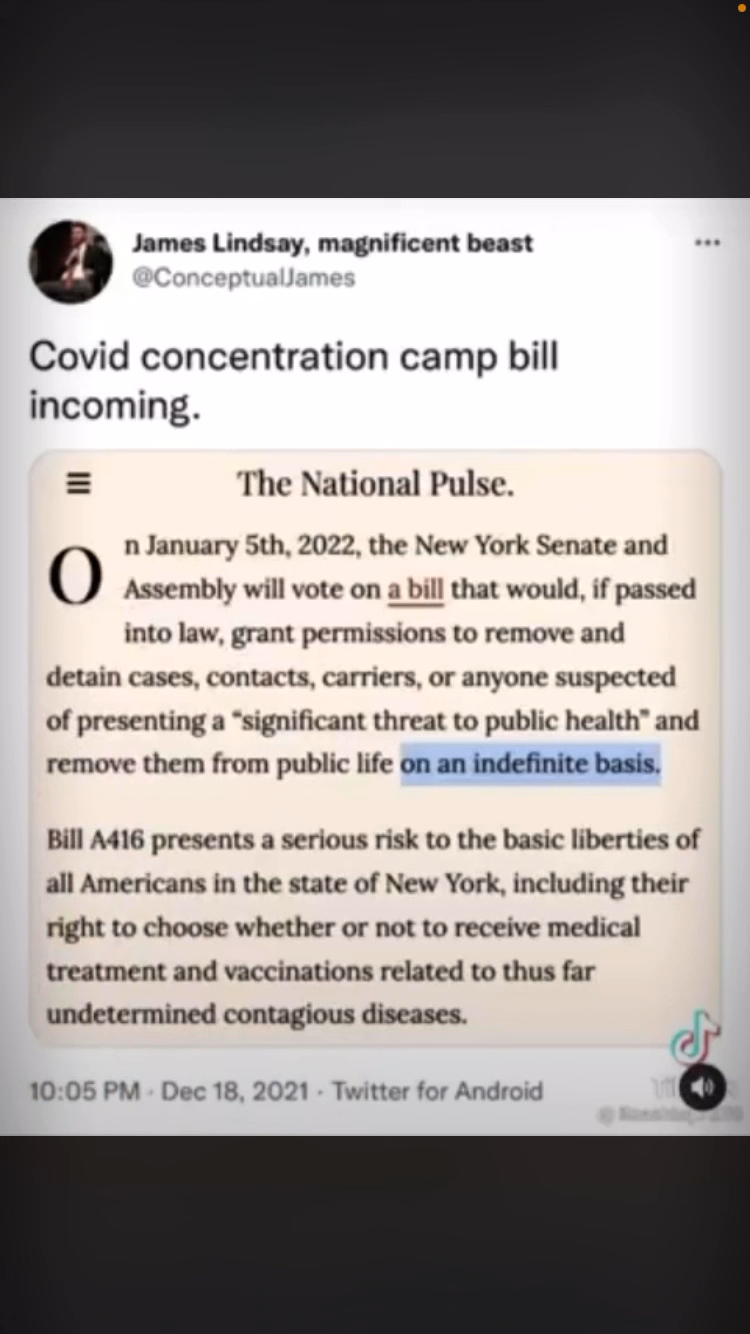 James Lindsay, magnificent beast
@ConceptualJames
Covid concentration camp bill
incoming.
The National Pulse.
On January 5th, 2022, the New York Senate and
Assembly will vote on a bill that would, if passed
into law, grant permissions to remove and
detain cases, contacts, carriers, or anyone suspected
of presenting a “significant threat to public health” and
remove them from public life on an indefinite basis.
Bill A416 presents a serious risk to the basic liberties of
all Americans in the state of New York, including their
right to choose whether or not to receive medical
treatment and vaccinations related to thus far
undetermined contagious diseases.
10:05 PM · Dec 18, 2021 · Twitter for Android